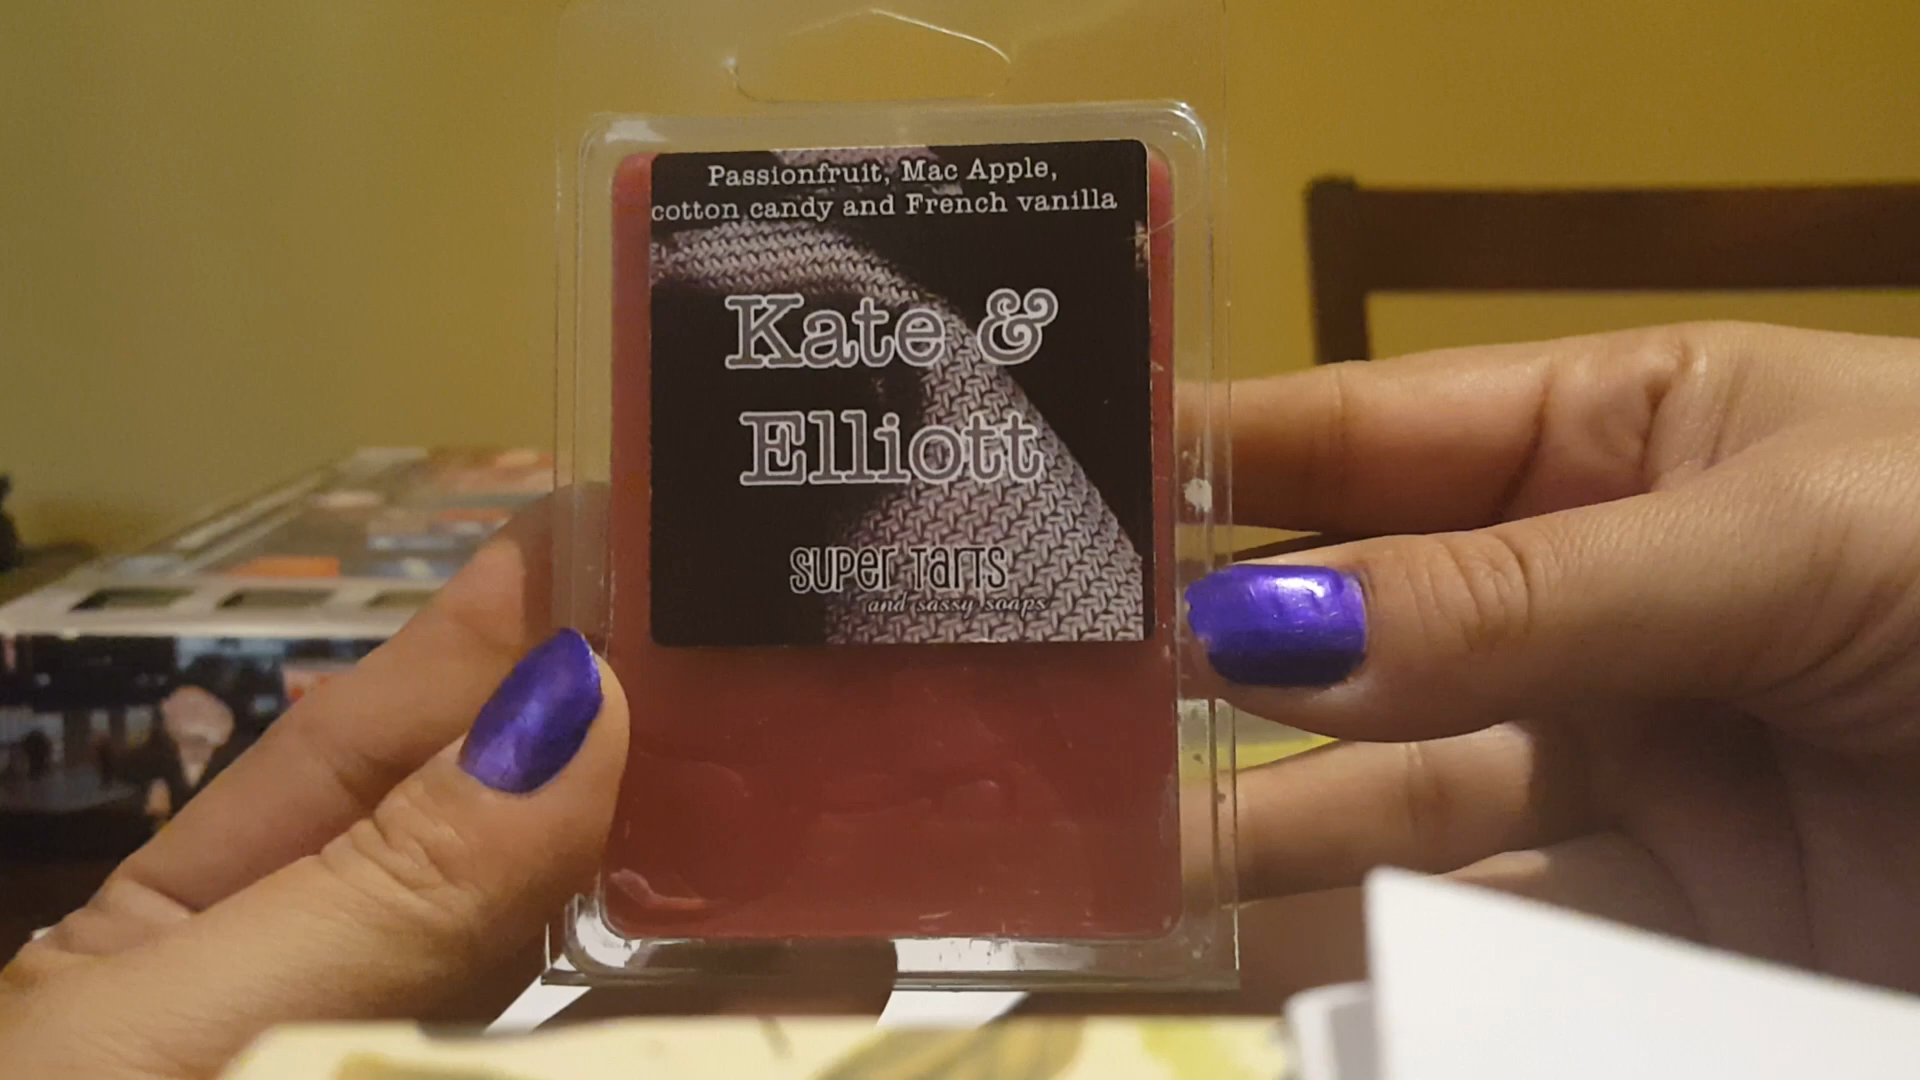 Passionfruit, Mac Apple,
cotton candy and French vanilla
Kate &
Elliott
super Tarts
and sassy soaps